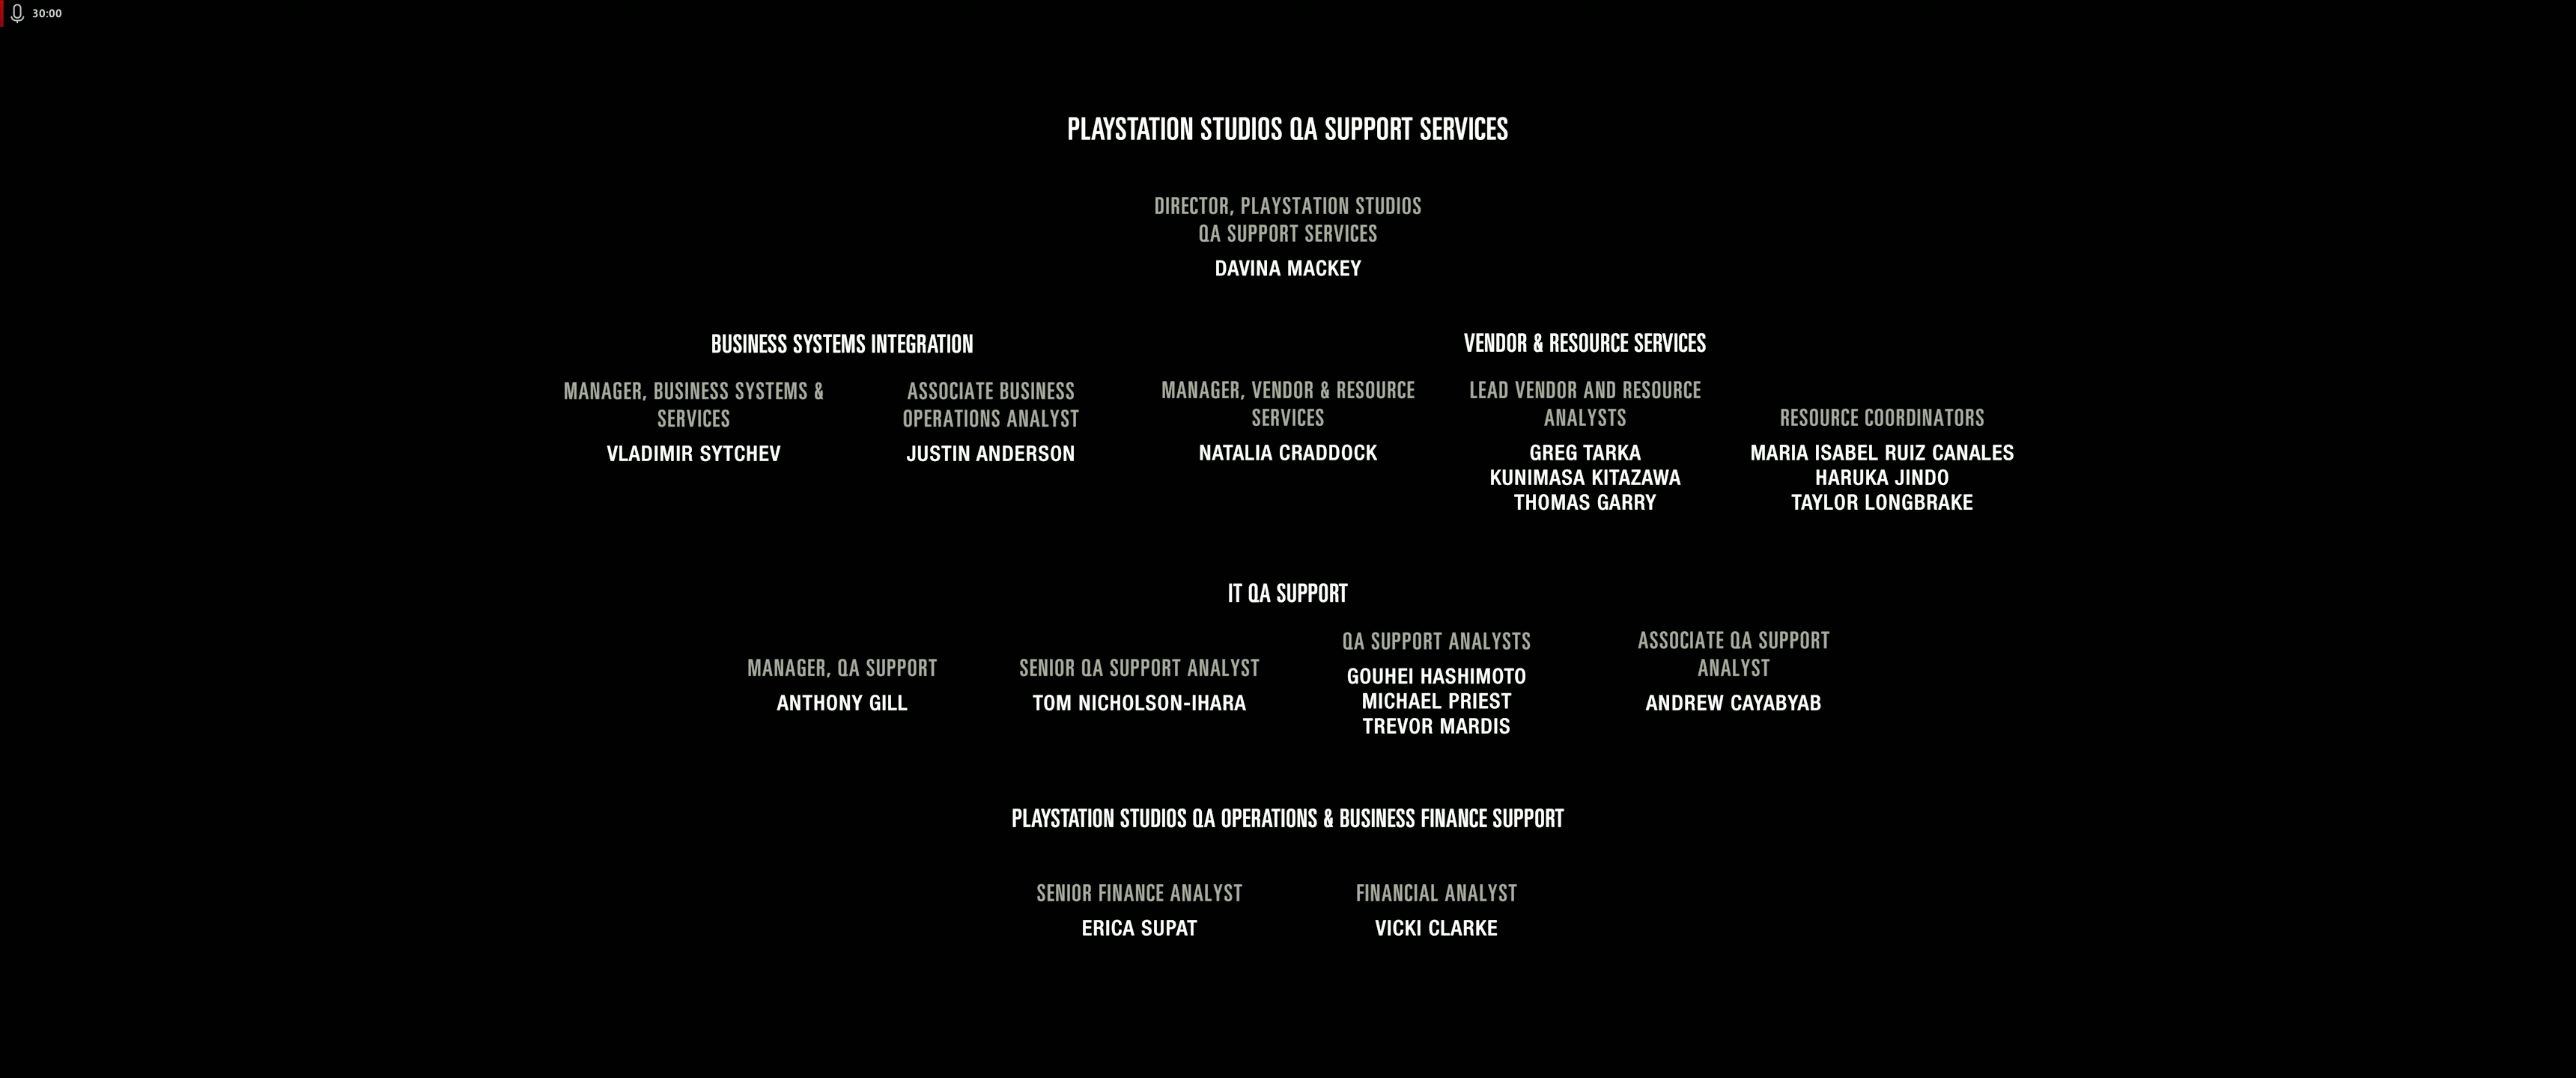 30:00
PLAYSTATION STUDIOS QA SUPPORT SERVICES
DIRECTOR, PLAYSTATION STUDIOS
QA SUPPORT SERVICES
DAVINA MACKEY
BUSINESS SYSTEMS INTEGRATION
MANAGER, BUSINESS SYSTEMS &
SERVICES
VLADIMIR SYTCHEV
ASSOCIATE BUSINESS
OPERATIONS ANALYST
JUSTIN ANDERSON
VENDOR & RESOURCE SERVICES
MANAGER, VENDOR & RESOURCE
SERVICES
NATALIA CRADDOCK
LEAD VENDOR AND RESOURCE
ANALYSTS
GREG TARKA
KUNIMASA KITAZAWA
THOMAS GARRY
RESOURCE COORDINATORS
MARIA ISABEL RUIZ CANALES
HARUKA JINDO
TAYLOR LONGBRAKE
IT QA SUPPORT
MANAGER, QA SUPPORT
ANTHONY GILL
SENIOR QA SUPPORT ANALYST
TOM NICHOLSON-IHARA
QA SUPPORT ANALYSTS
GOUHEI HASHIMOTO
MICHAEL PRIEST
TREVOR MARDIS
ASSOCIATE QA SUPPORT
ANALYST
ANDREW CAYABYAB
PLAYSTATION STUDIOS QA OPERATIONS & BUSINESS FINANCE SUPPORT
SENIOR FINANCE ANALYST
ERICA SUPAT
FINANCIAL ANALYST
VICKI CLARKE